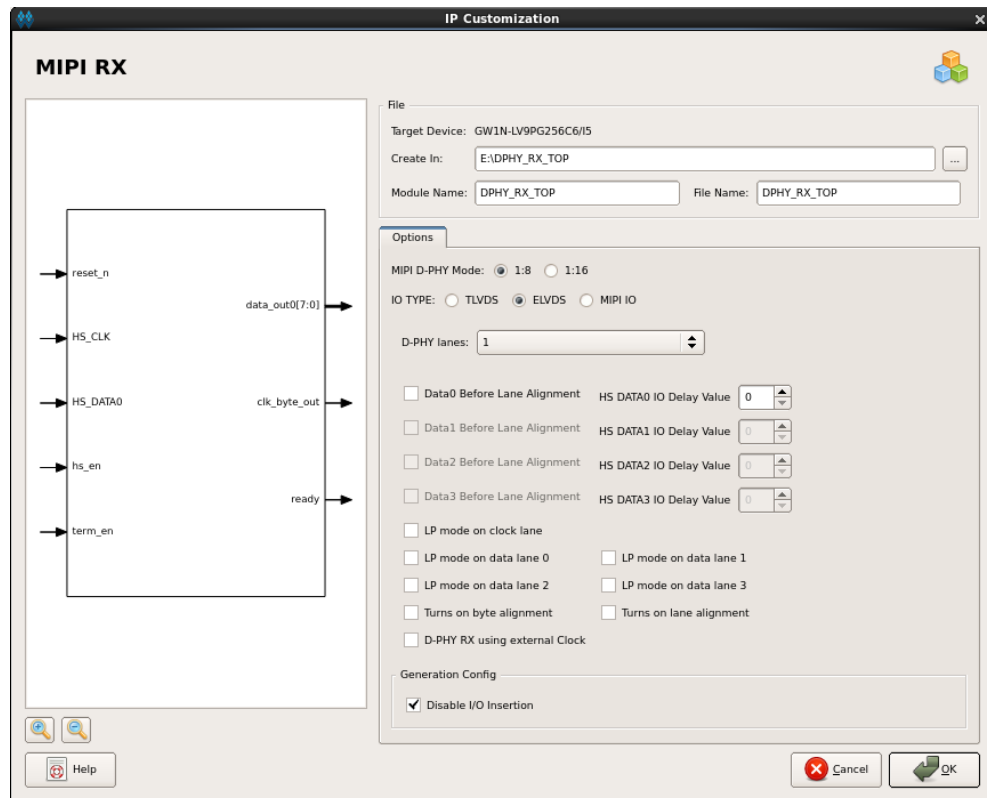 IP Customization
MIPI RX
File
Target Device: GW1N-LV9PG256C6/I5
Create In: E:\DPHY_RX_TOP ...
Module Name: DPHY_RX_TOP File Name: DPHY_RX_TOP
Options
MIPI D-PHY Mode: 1:8 1:16
IO TYPE: TLVDS ELVDS MIPI IO
D-PHY lanes: 1
Data0 Before Lane Alignment HS DATA0 IO Delay Value 0
Data1 Before Lane Alignment HS DATA1 IO Delay Value 0
Data2 Before Lane Alignment HS DATA2 IO Delay Value 0
Data3 Before Lane Alignment HS DATA3 IO Delay Value 0
LP mode on clock lane
LP mode on data lane 0 LP mode on data lane 1
LP mode on data lane 2 LP mode on data lane 3
Turns on byte alignment Turns on lane alignment
D-PHY RX using external Clock
Generation Config
Disable I/O Insertion
reset_n
data_out0[7:0]
HS_CLK
HS_DATA0 clk_byte_out
hs_en
ready
term_en
Help Cancel OK